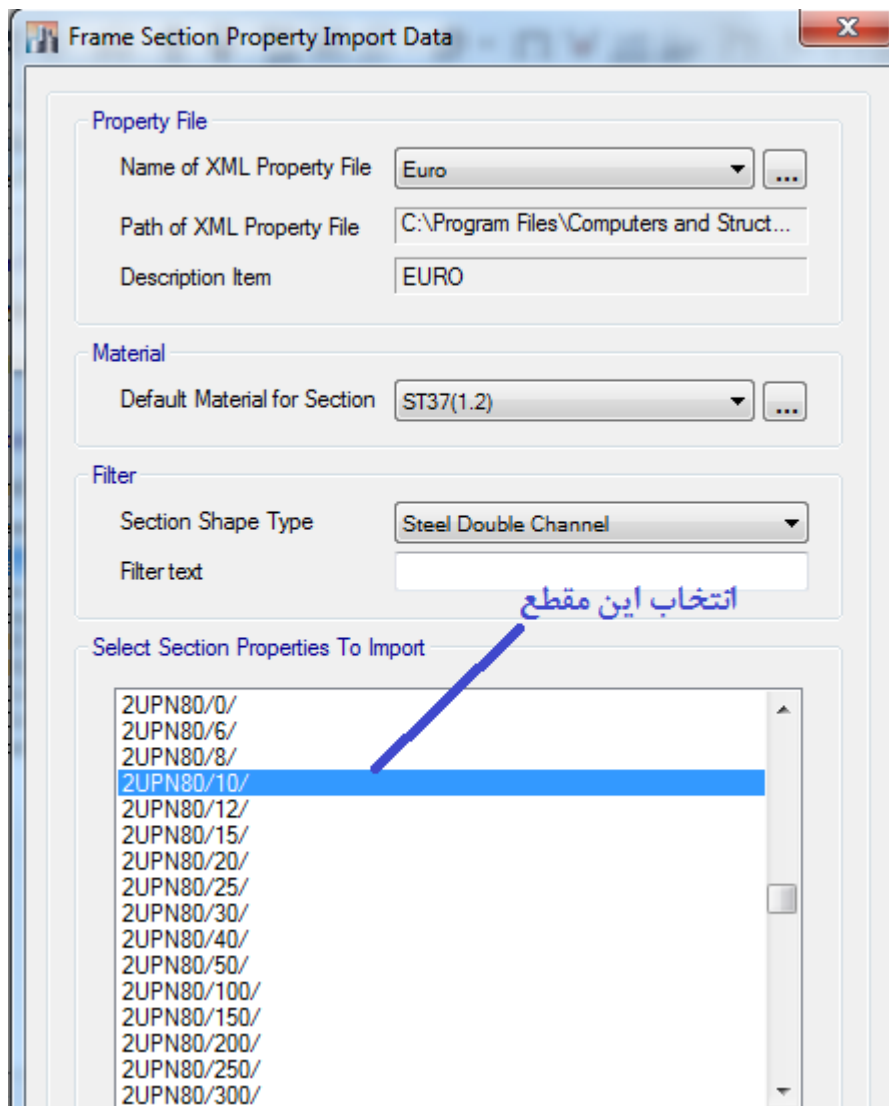 Frame Section Property Import Data
Property File
Name of XML Property File Euro ...
Path of XML Property File C:\Program Files\Computers and Struct...
Description Item EURO
Material
Default Material for Section ST37(1.2) ...
Filter
Section Shape Type Steel Double Channel
Filter text
انتخاب این مقطع
Select Section Properties To Import
2UPN80/0/
2UPN80/6/
2UPN80/8/
2UPN80/10/
2UPN80/12/
2UPN80/15/
2UPN80/20/
2UPN80/25/
2UPN80/30/
2UPN80/40/
2UPN80/50/
2UPN80/100/
2UPN80/150/
2UPN80/200/
2UPN80/250/
2UPN80/300/